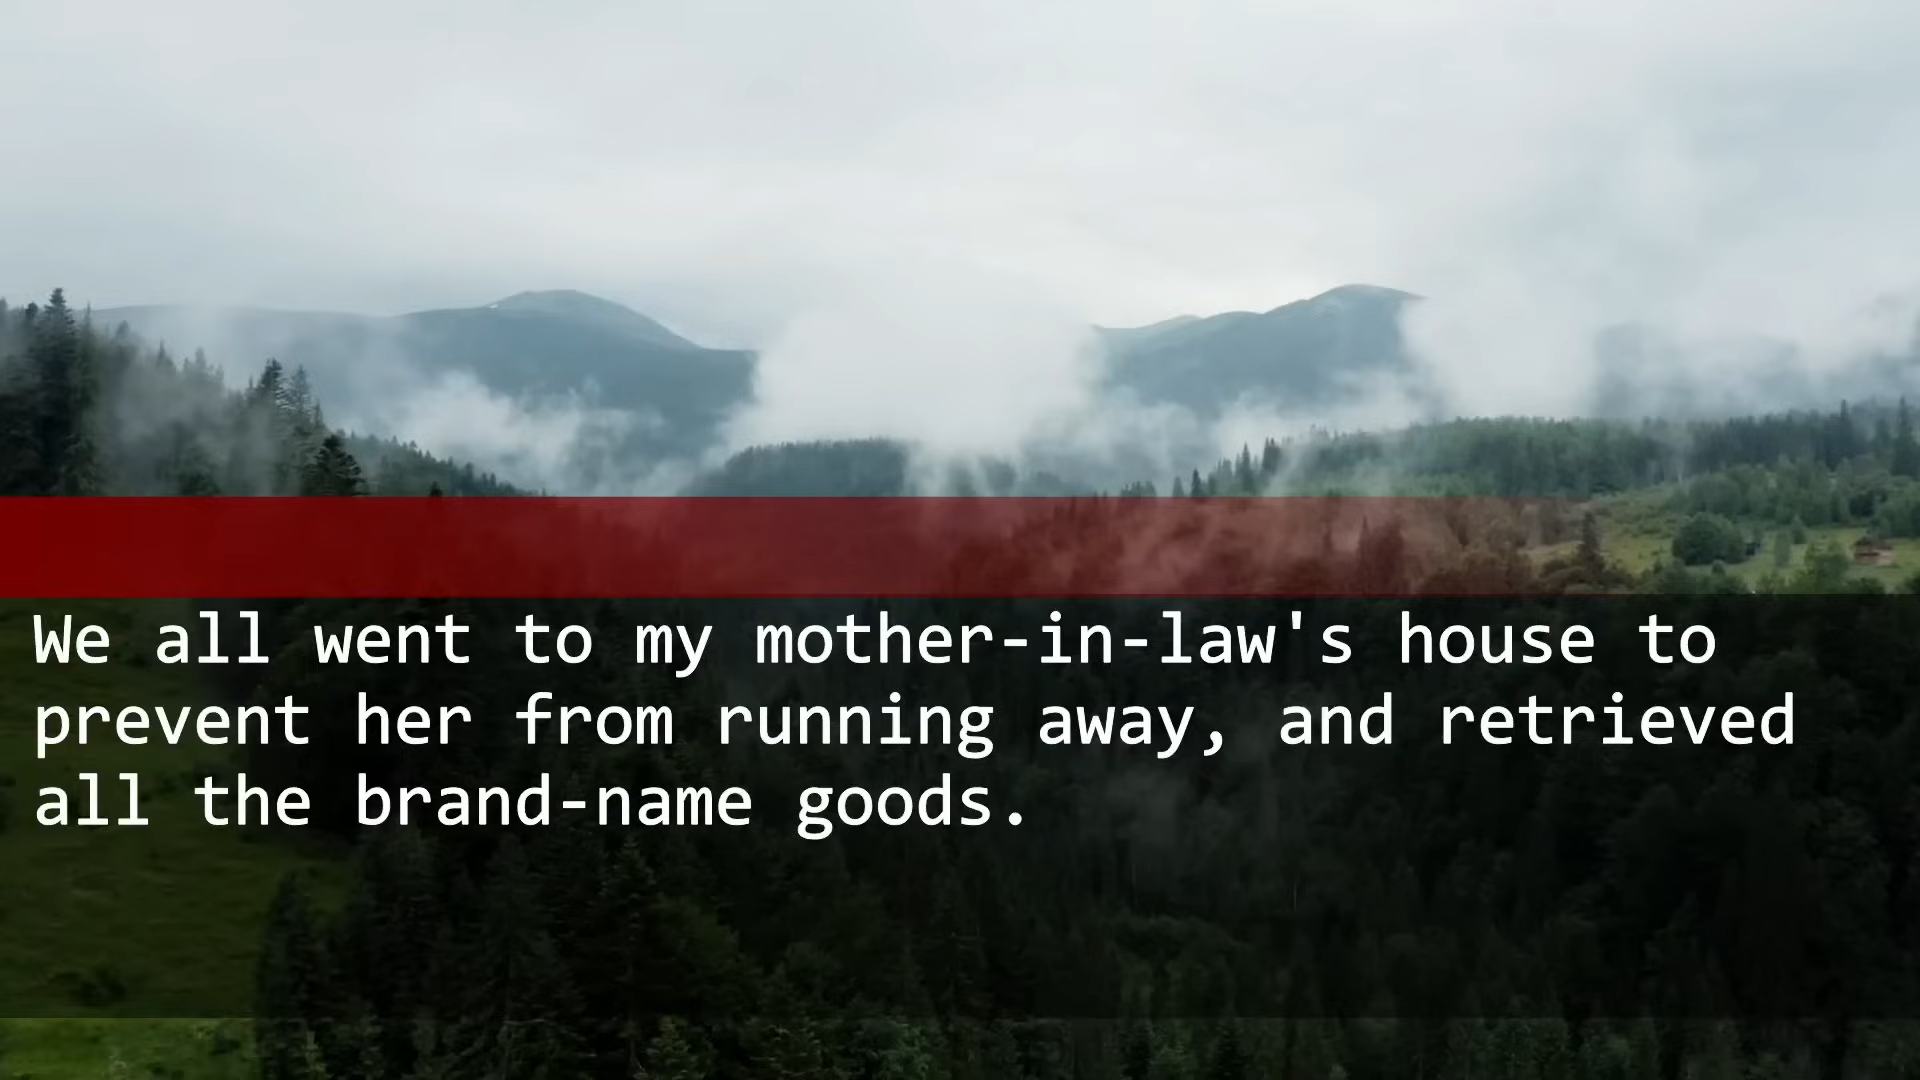 We all went to my mother-in-law's house to
prevent her from running away, and retrieved
all the brand-name goods.